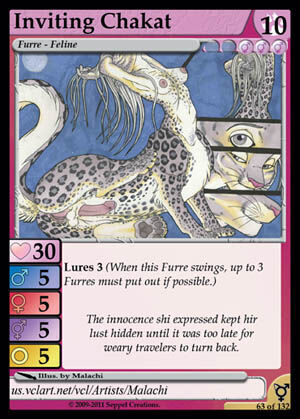 Inviting Chakat
10
Furre - Feline
30
5
5
5
5
Lures 3 (When this Furre swings, up to 3
Furres must put out if possible.)
The innocence shi expressed kept hir
lust hidden until it was too late for
weary travelers to turn back.
Illus. by Malachi
us.vclart.net/vcl/Artists/Malachi
© 2009-2011 Seppel Creations.
63 of 132